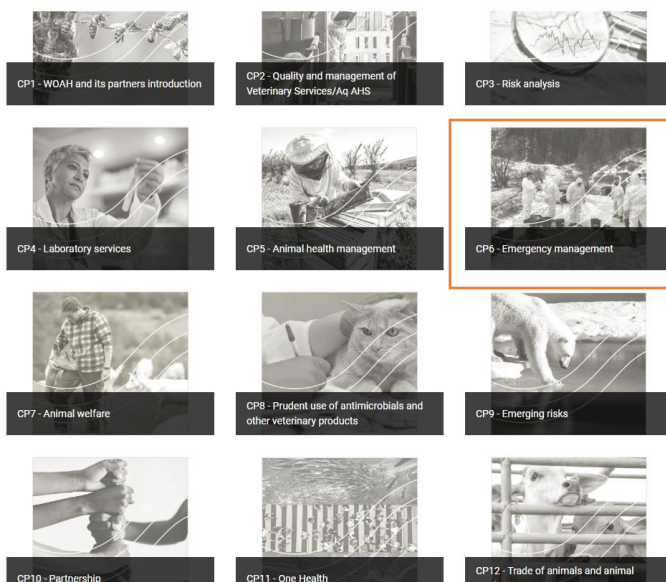 CP1 - WOAH and its partners introduction
CP2 - Quality and management of
Veterinary Services/Aq AHS
CP3 - Risk analysis
CP4 - Laboratory services
CP5 - Animal health management
CP6 - Emergency management
CP7 - Animal welfare
CP8 - Prudent use of antimicrobials and
other veterinary products
CP9 - Emerging risks
CP10 - Partnership
CP11 - One Health
CP12 - Trade of animals and animal